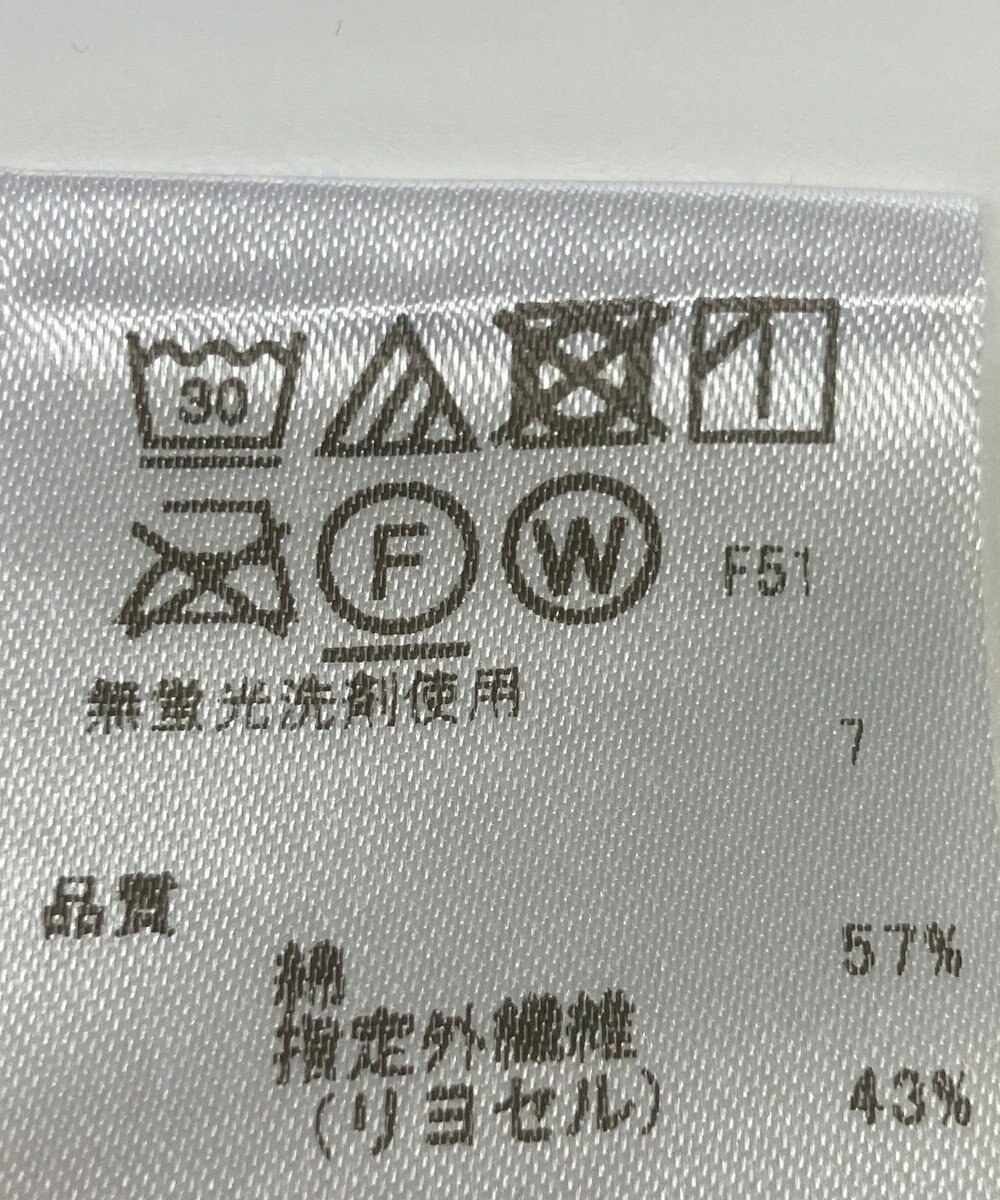 30
F W F51
無蛍光洗剤使用
7
品質
綿 57%
指定外繊維
(リヨセル) 43%